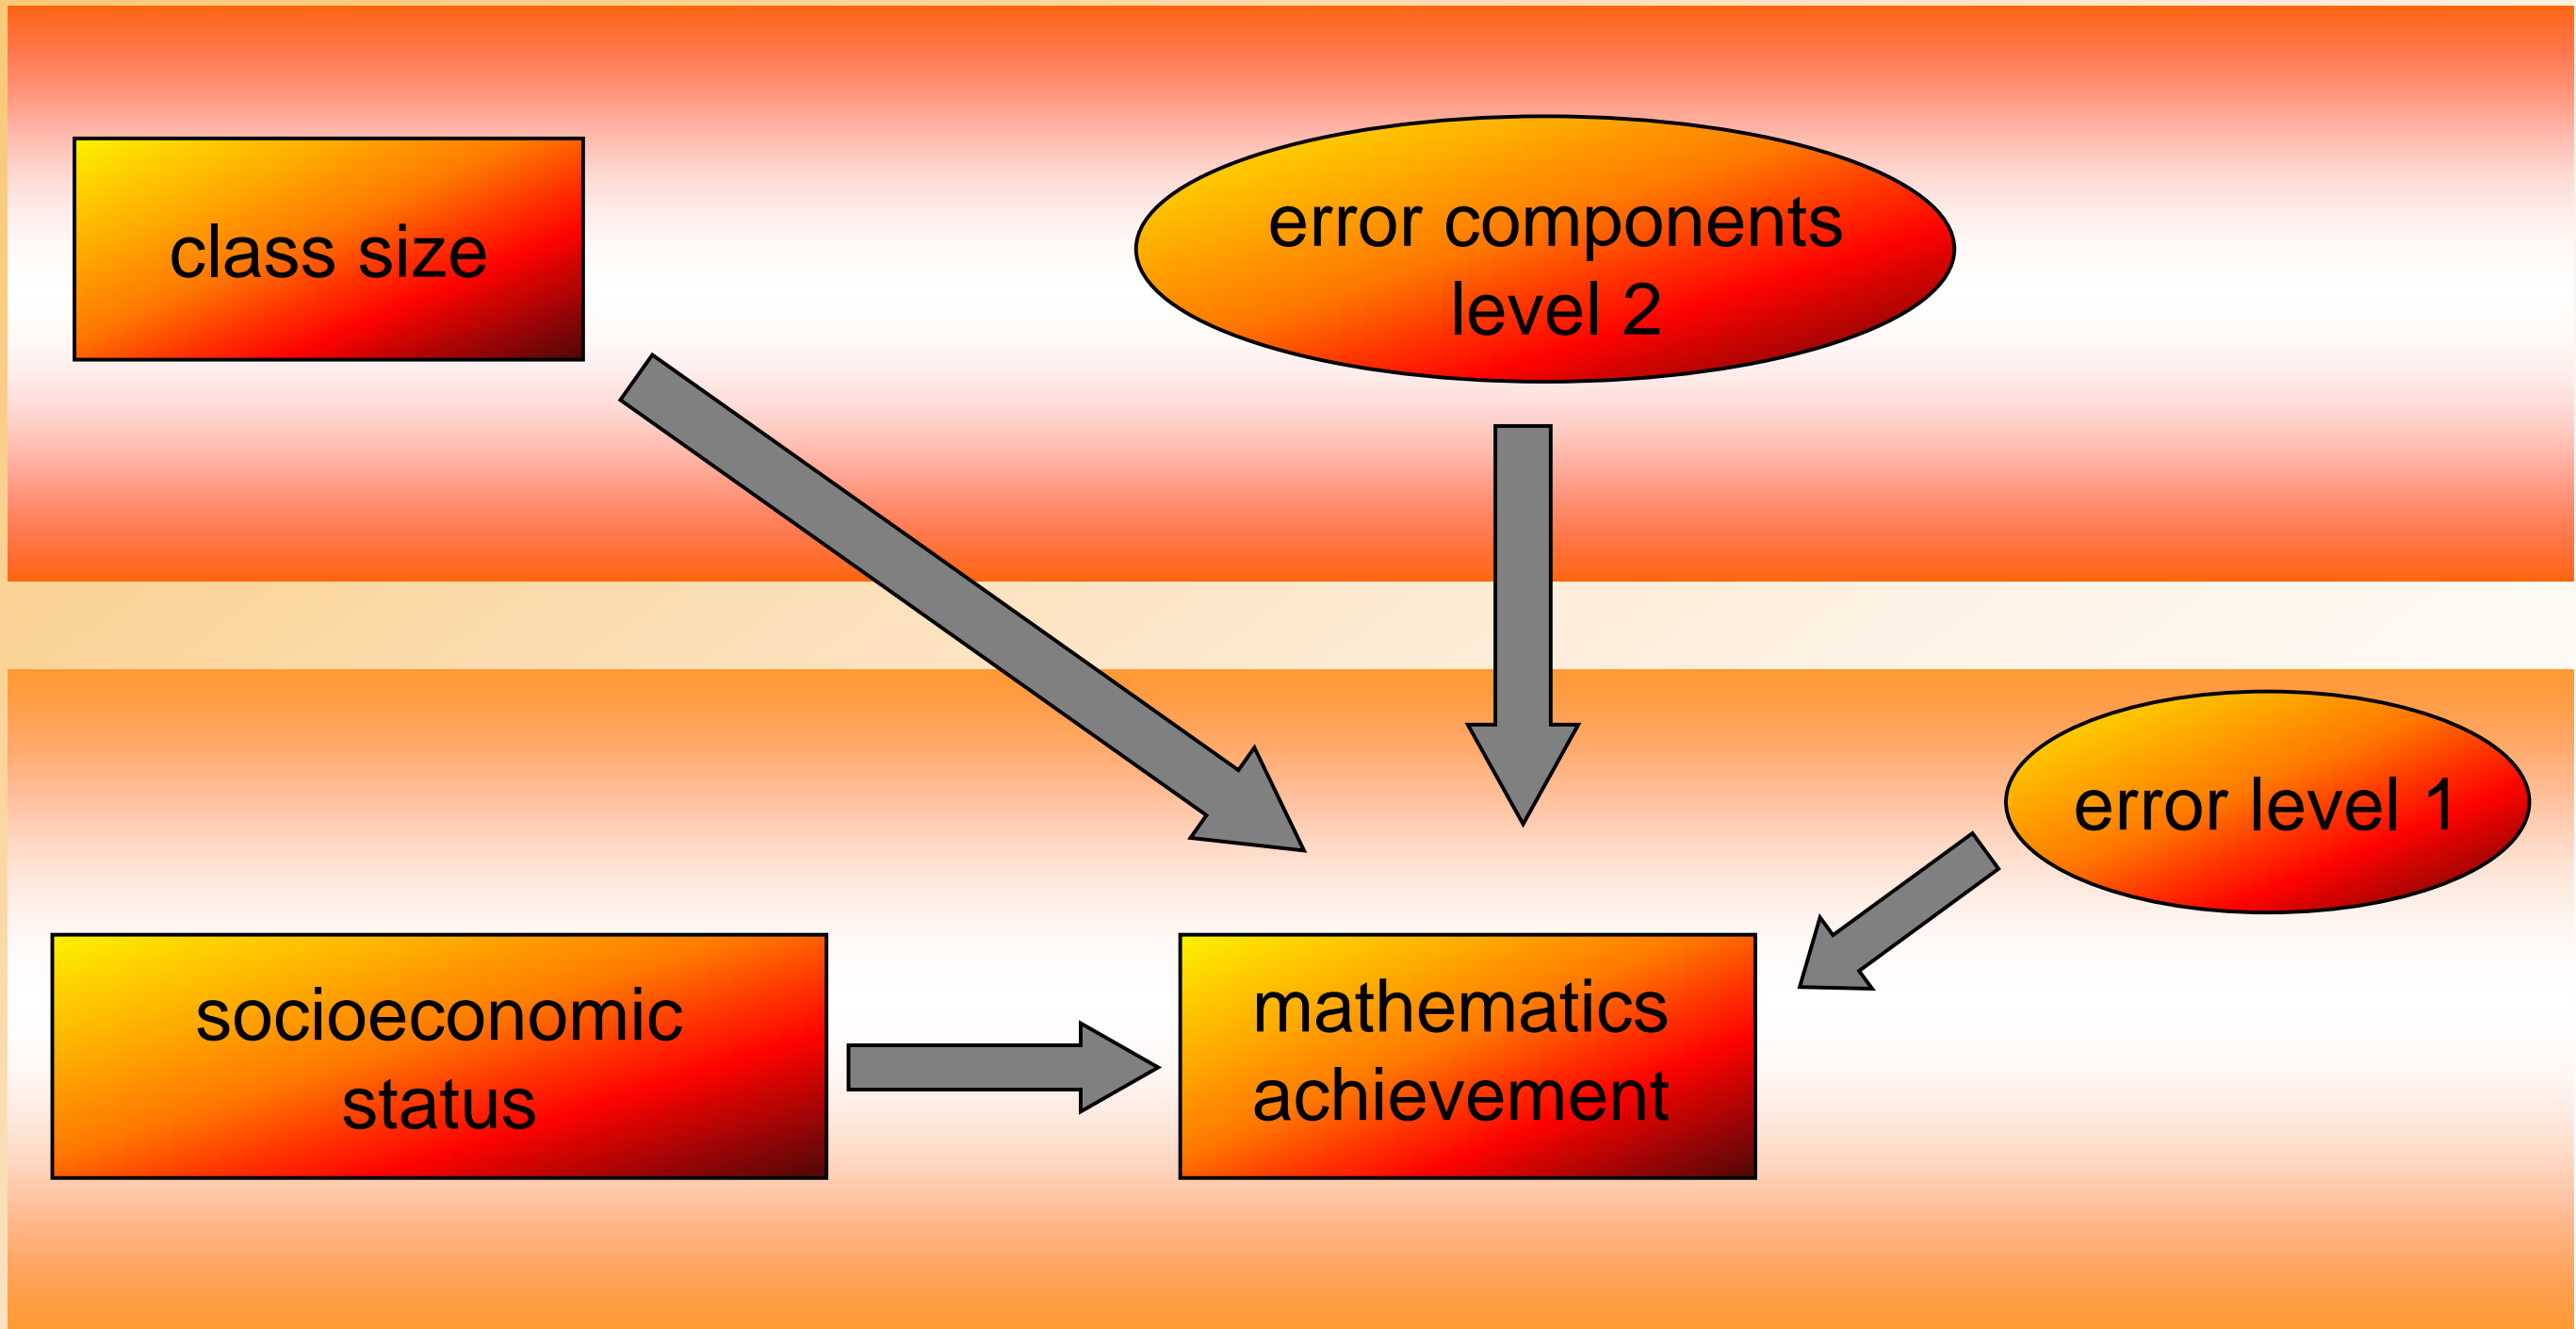 class size
error components
level 2
error level 1
socioeconomic
status
mathematics
achievement